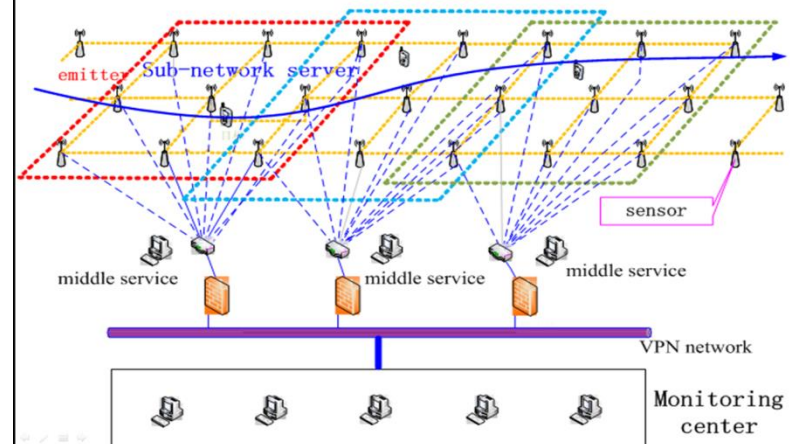 emitter
Sub-network server
sensor
middle service
middle service
middle service
VPN network
Monitoring
center